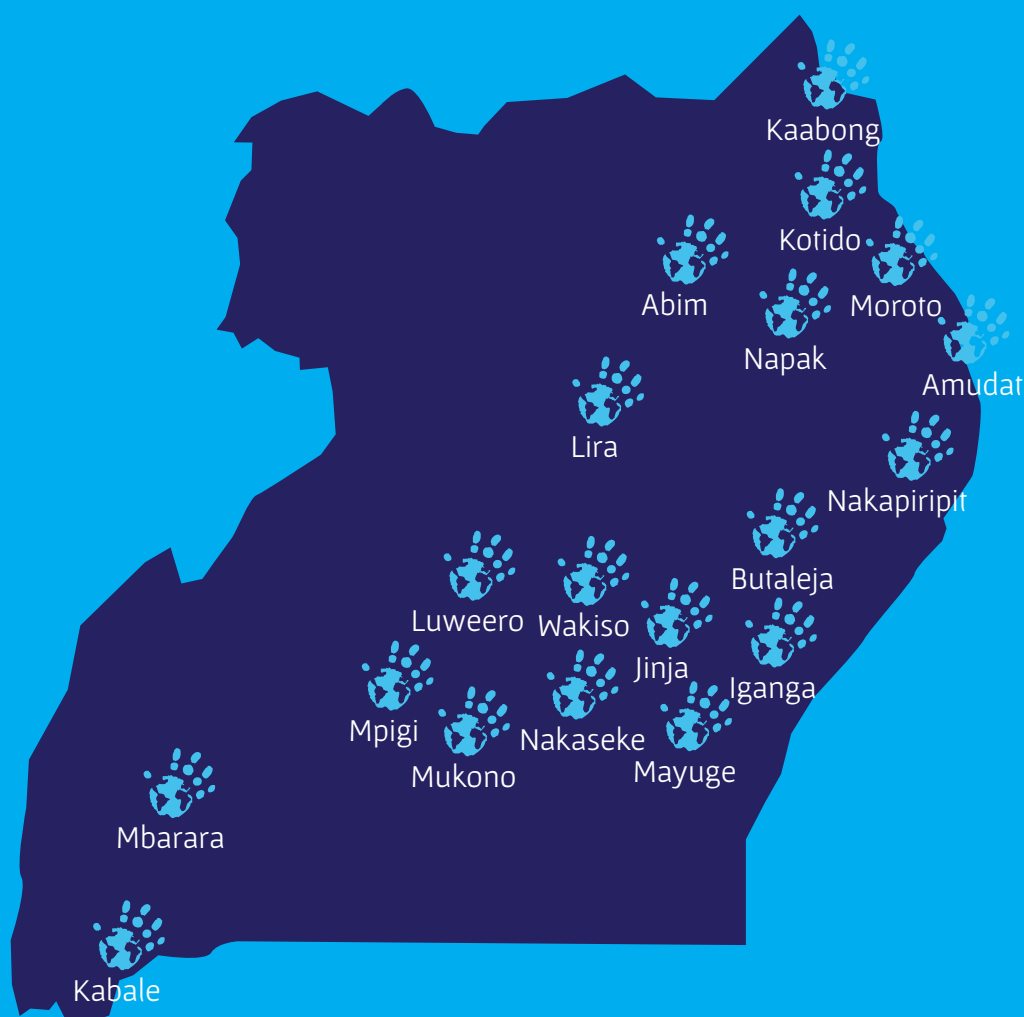 Kaabong
Kotido
Abim
Moroto
Napak
Amudat
Lira
Nakapiripit
Butaleja
Luweero
Wakiso
Jinja
Iganga
Mpigi
Nakaseke
Mukono
Mayuge
Mbarara
Kabale